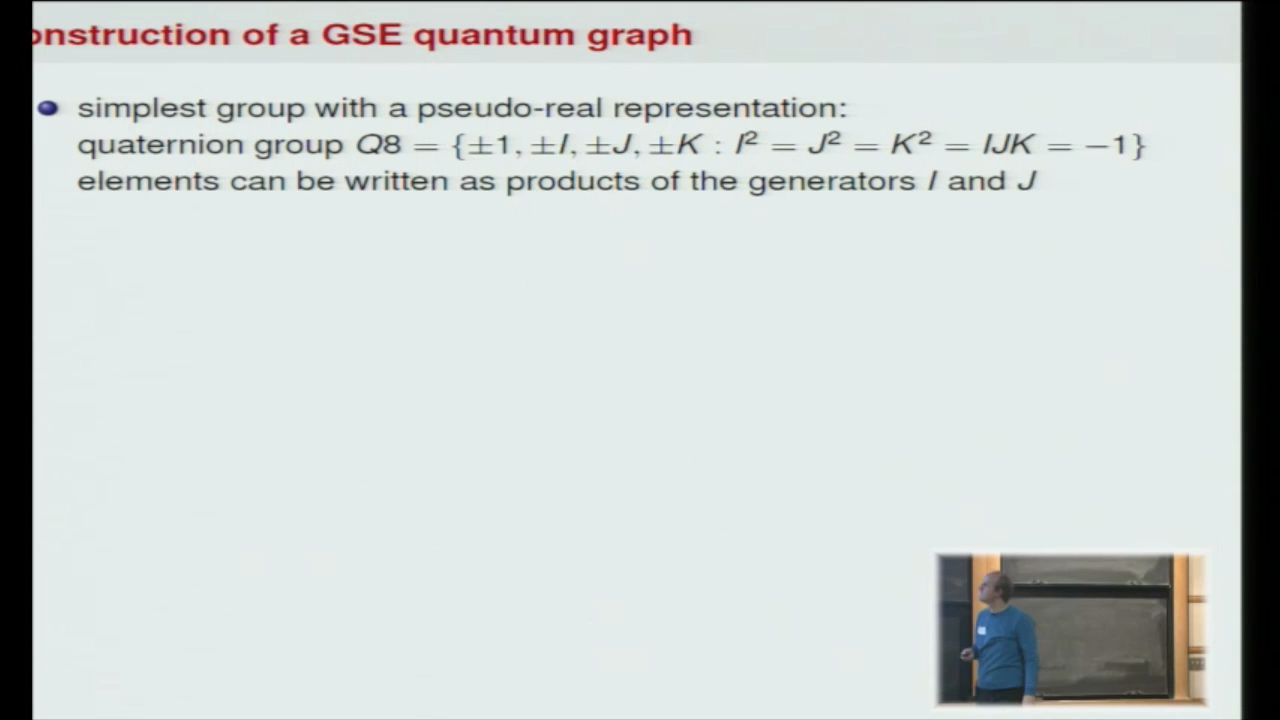 onstruction of a GSE quantum graph
simplest group with a pseudo-real representation:
quaternion group Q8 = {±1, ±I, ±J, ±K : I² = J² = K² = IJK = −1}
elements can be written as products of the generators I and J